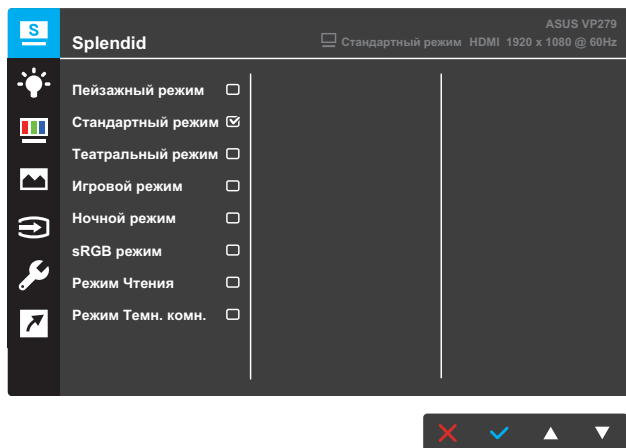 S
ASUS VP279
Splendid
Стандартный режим HDMI 1920 x 1080 @ 60Hz
Пейзажный режим
Стандартный режим
Театральный режим
Игровой режим
Ночной режим
sRGB режим
Режим Чтения
Режим Темн. комн.